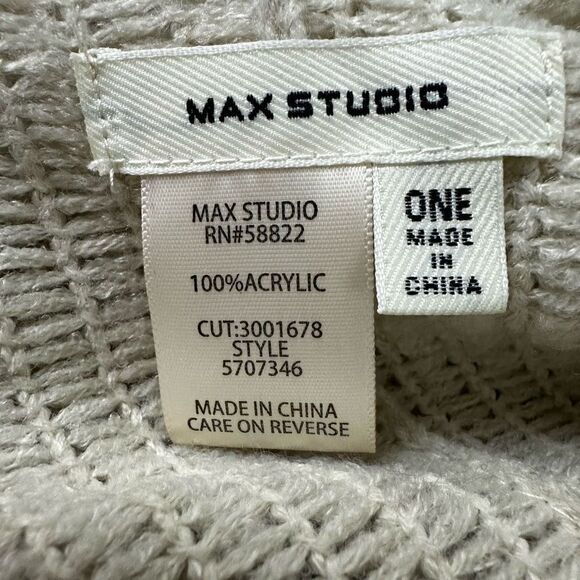 MAX STUDIO
MAX STUDIO
RN#58822
100%ACRYLIC
CUT:3001678
STYLE
5707346
MADE IN CHINA
CARE ON REVERSE
ONE
MADE
IN
CHINA